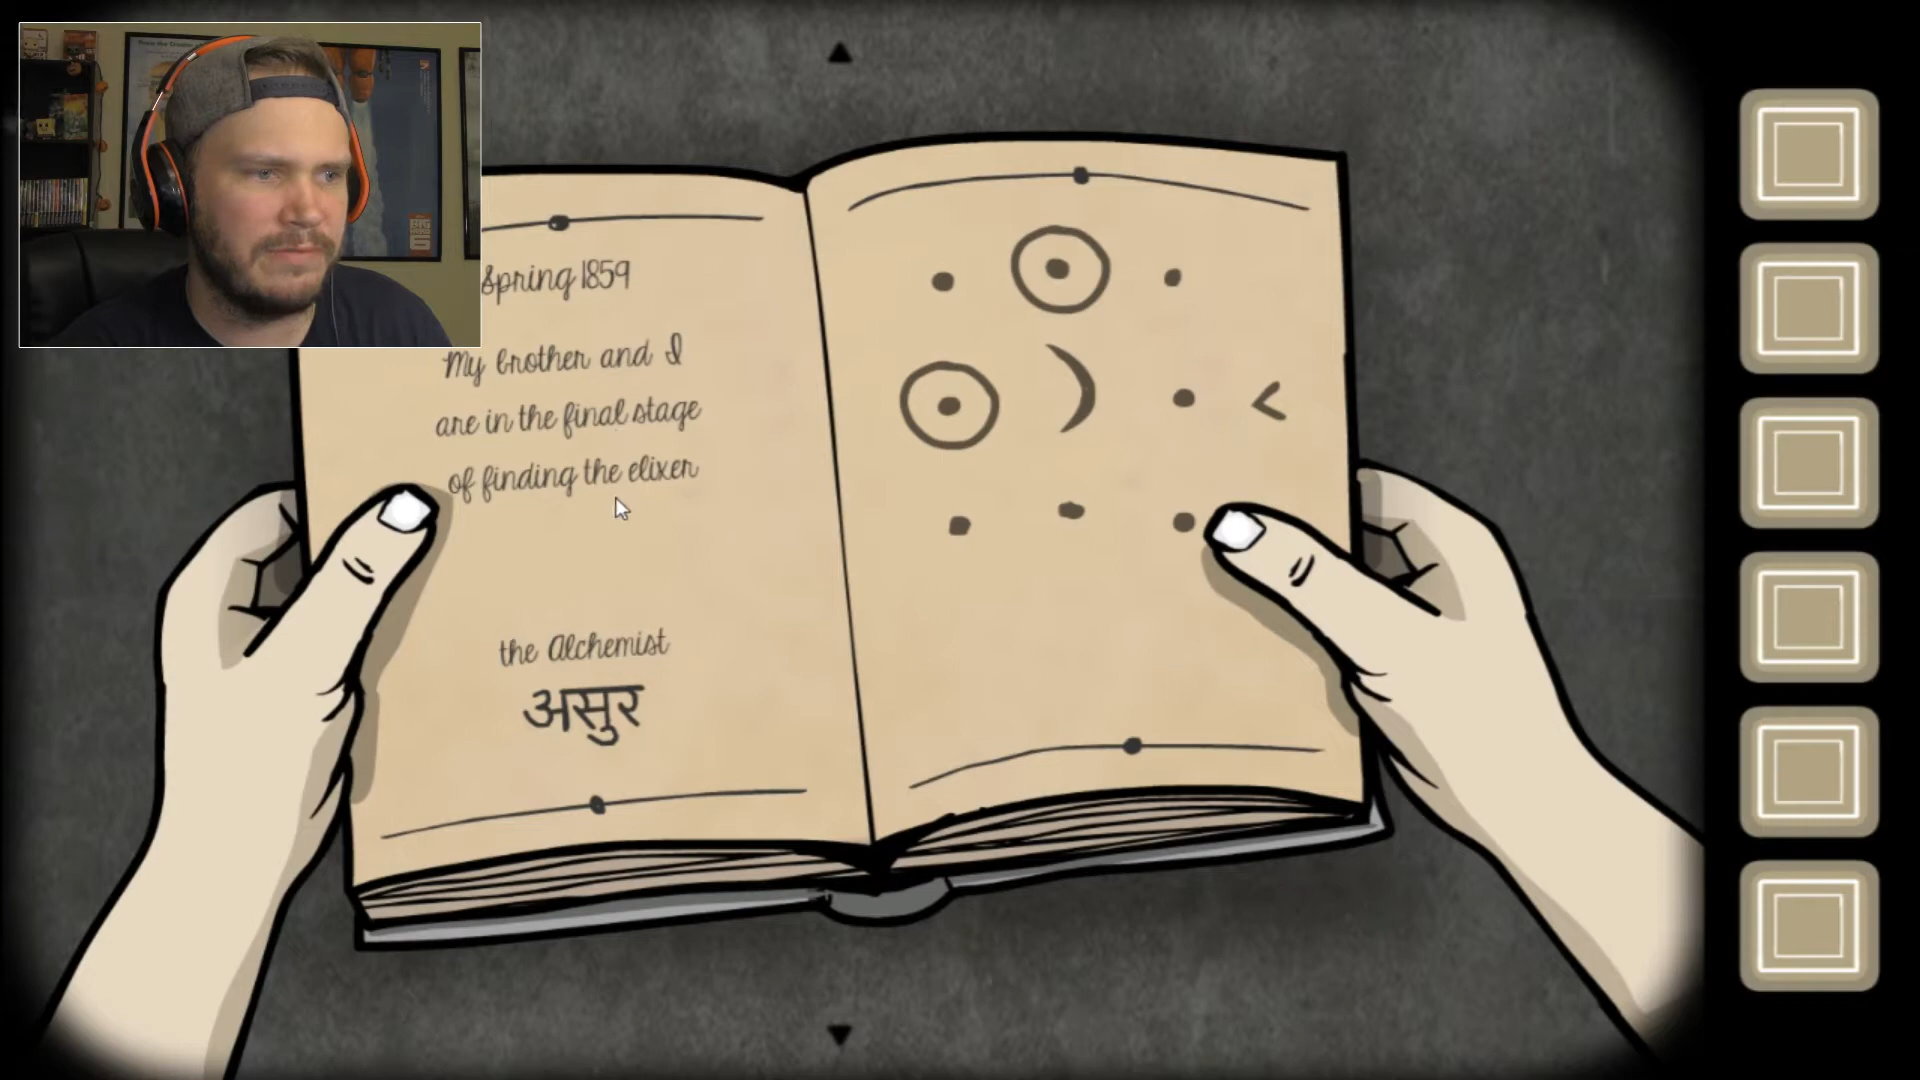 Spring 1859
My brother and I
are in the final stage
of finding the elixer
the Alchemist
असुर